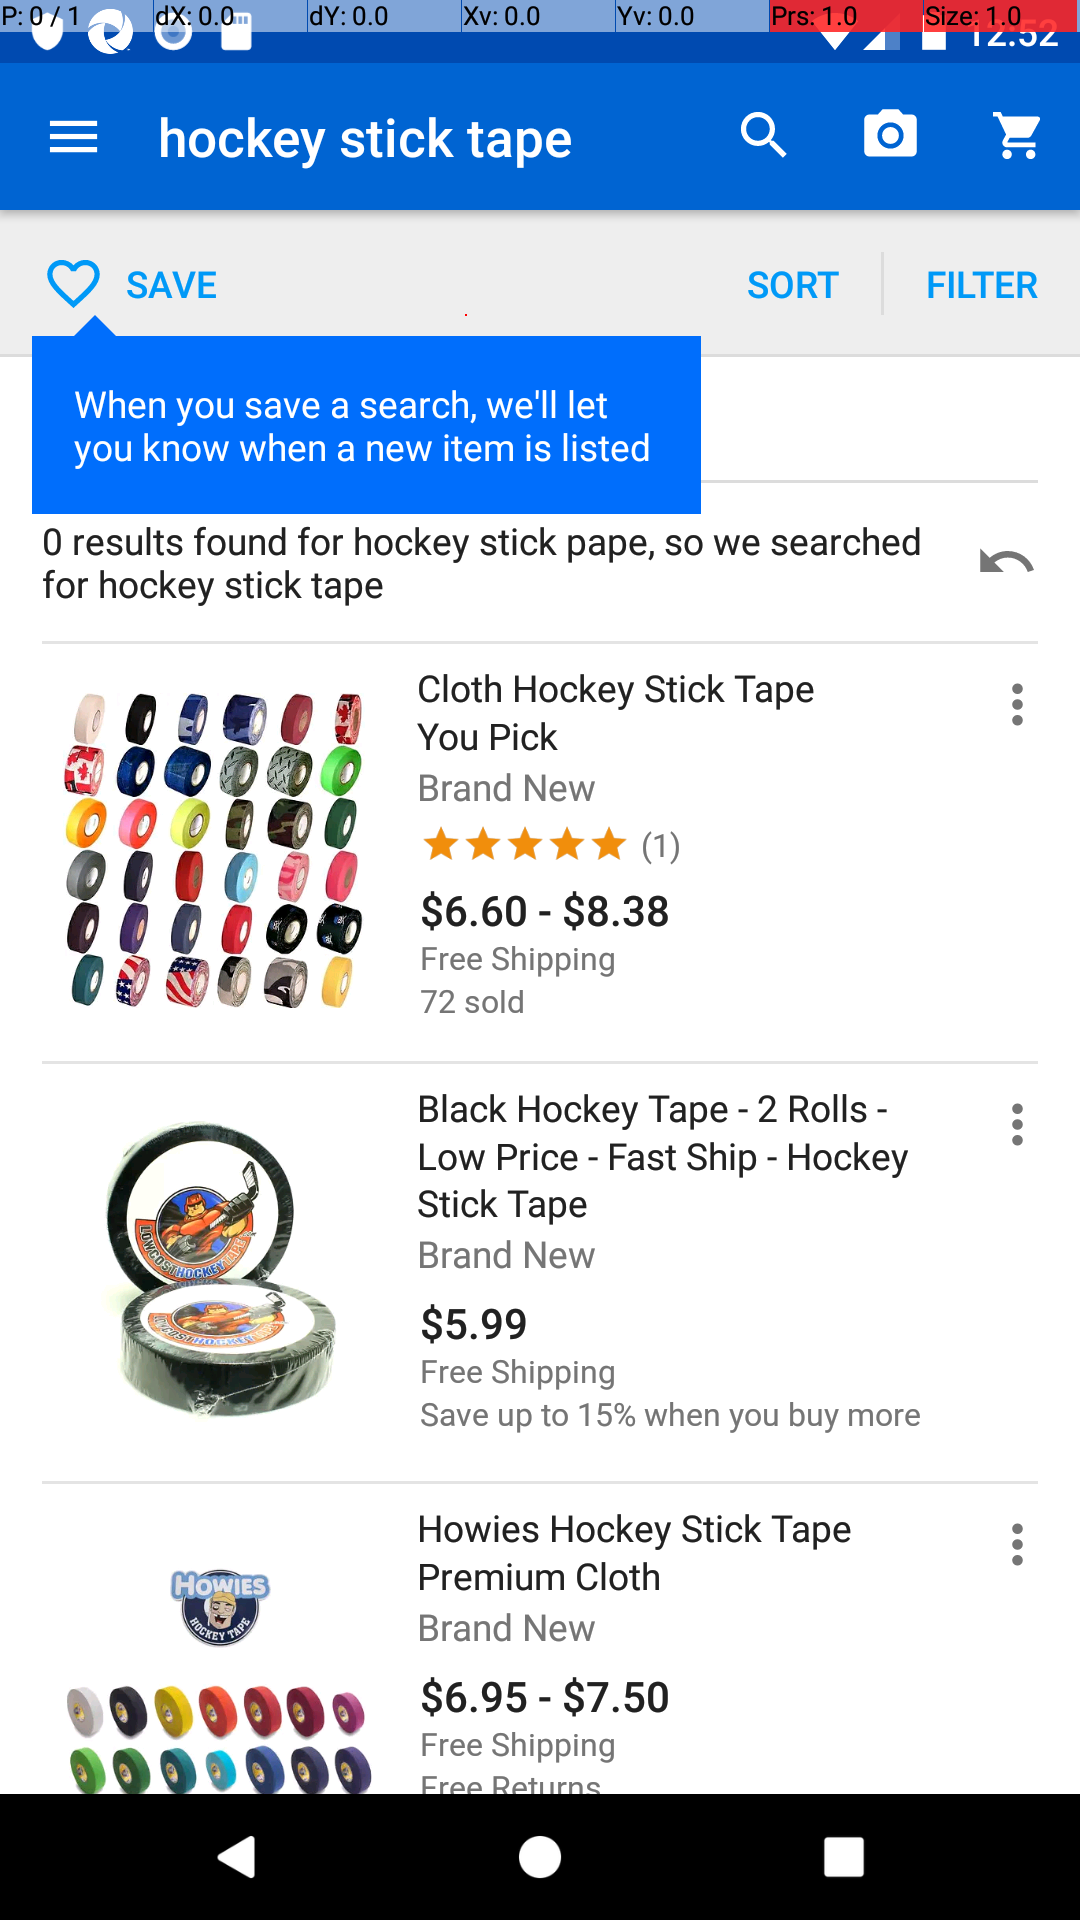 P: 0 / 1 dX: 0.0 dY: 0.0 Xv: 0.0 Yv: 0.0 Prs: 1.0 Size: 1.0
12:52
hockey stick tape
SAVE SORT FILTER
When you save a search, we'll let
you know when a new item is listed
0 results found for hockey stick pape, so we searched
for hockey stick tape
Cloth Hockey Stick Tape
You Pick
Brand New
(1)
$6.60 - $8.38
Free Shipping
72 sold
LOWCOSTHOCKEYTAPE.com
Black Hockey Tape - 2 Rolls -
Low Price - Fast Ship - Hockey
Stick Tape
Brand New
$5.99
Free Shipping
Save up to 15% when you buy more
HOWIES
HOCKEY TAPE
Howies Hockey Stick Tape
Premium Cloth
Brand New
$6.95 - $7.50
Free Shipping
Free Returns